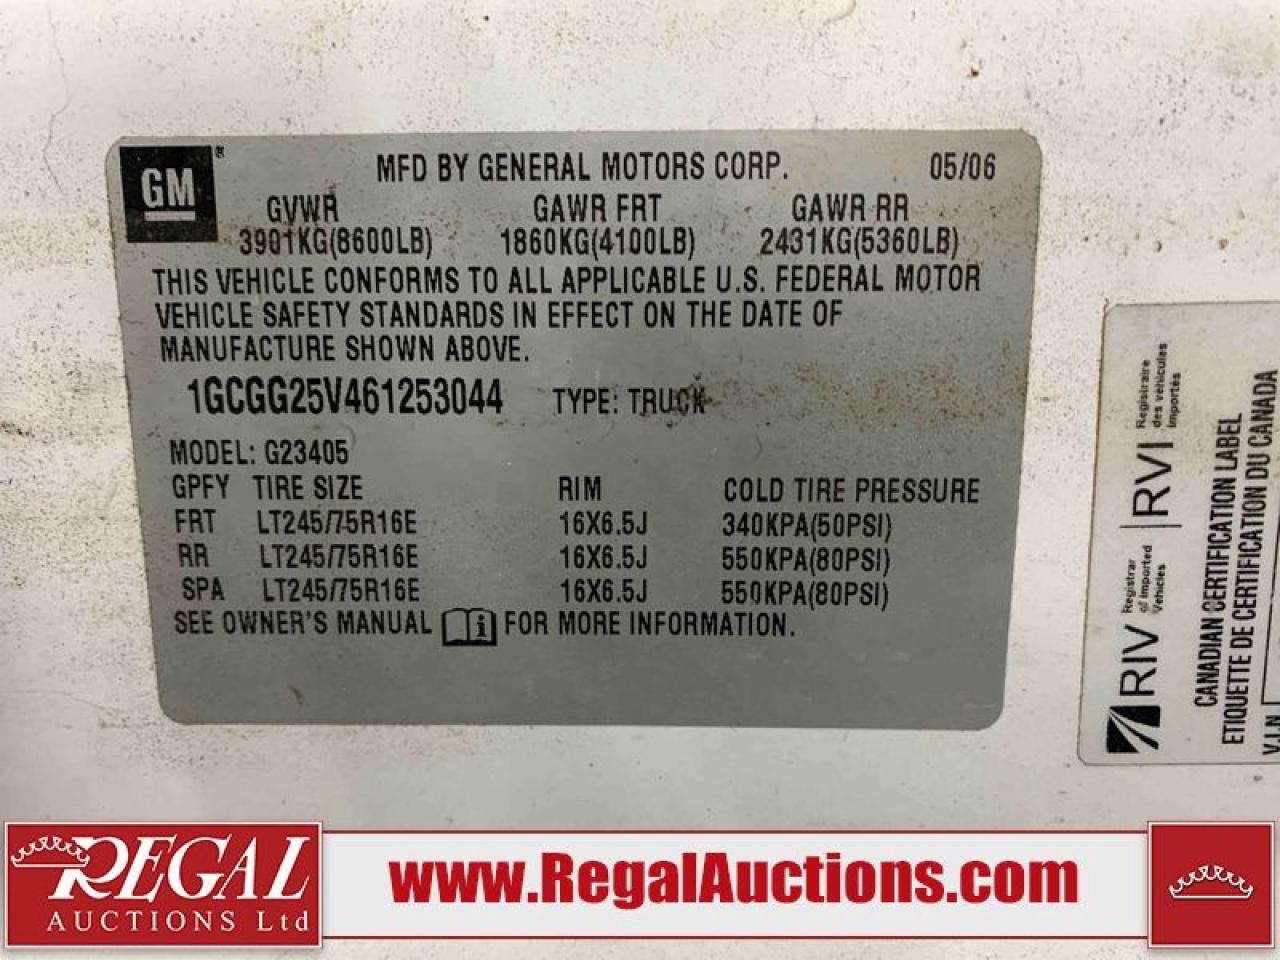 GM
MFD BY GENERAL MOTORS CORP. 05/06
GVWR GAWR FRT GAWR RR
3901KG(8600LB) 1860KG(4100LB) 2431KG(5360LB)
THIS VEHICLE CONFORMS TO ALL APPLICABLE U.S. FEDERAL MOTOR
VEHICLE SAFETY STANDARDS IN EFFECT ON THE DATE OF
MANUFACTURE SHOWN ABOVE.
1GCGG25V461253044 TYPE: TRUCK
MODEL: G23405
GPFY TIRE SIZE RIM COLD TIRE PRESSURE
FRT LT245/75R16E 16X6.5J 340KPA(50PSI)
RR LT245/75R16E 16X6.5J 550KPA(80PSI)
SPA LT245/75R16E 16X6.5J 550KPA(80PSI)
SEE OWNER'S MANUAL i FOR MORE INFORMATION.
RIV Registrar of Imported Vehicles | RVI Registraire des véhicules importés
CANADIAN CERTIFICATION LABEL
ETIQUETTE DE CERTIFICATION DU CANADA
V.I.N
REGAL
AUCTIONS Ltd
www.RegalAuctions.com